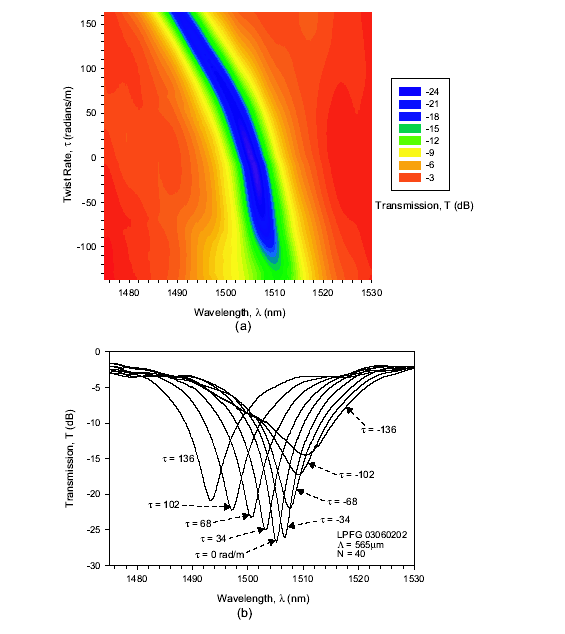 150
100
50
0
-50
-100
Twist Rate, τ (radians/m)
1480 1490 1500 1510 1520 1530
Wavelength, λ (nm)
(a)
-24
-21
-18
-15
-12
-9
-6
-3
Transmission, T (dB)
0
-5
-10
-15
-20
-25
-30
Transmission, T (dB)
τ = 136
τ = 102
τ = 68
τ = 34
τ = 0 rad/m
τ = -136
τ = -102
τ = -68
τ = -34
LPFG 03060202
Λ = 565μm
N = 40
1480 1490 1500 1510 1520 1530
Wavelength, λ (nm)
(b)